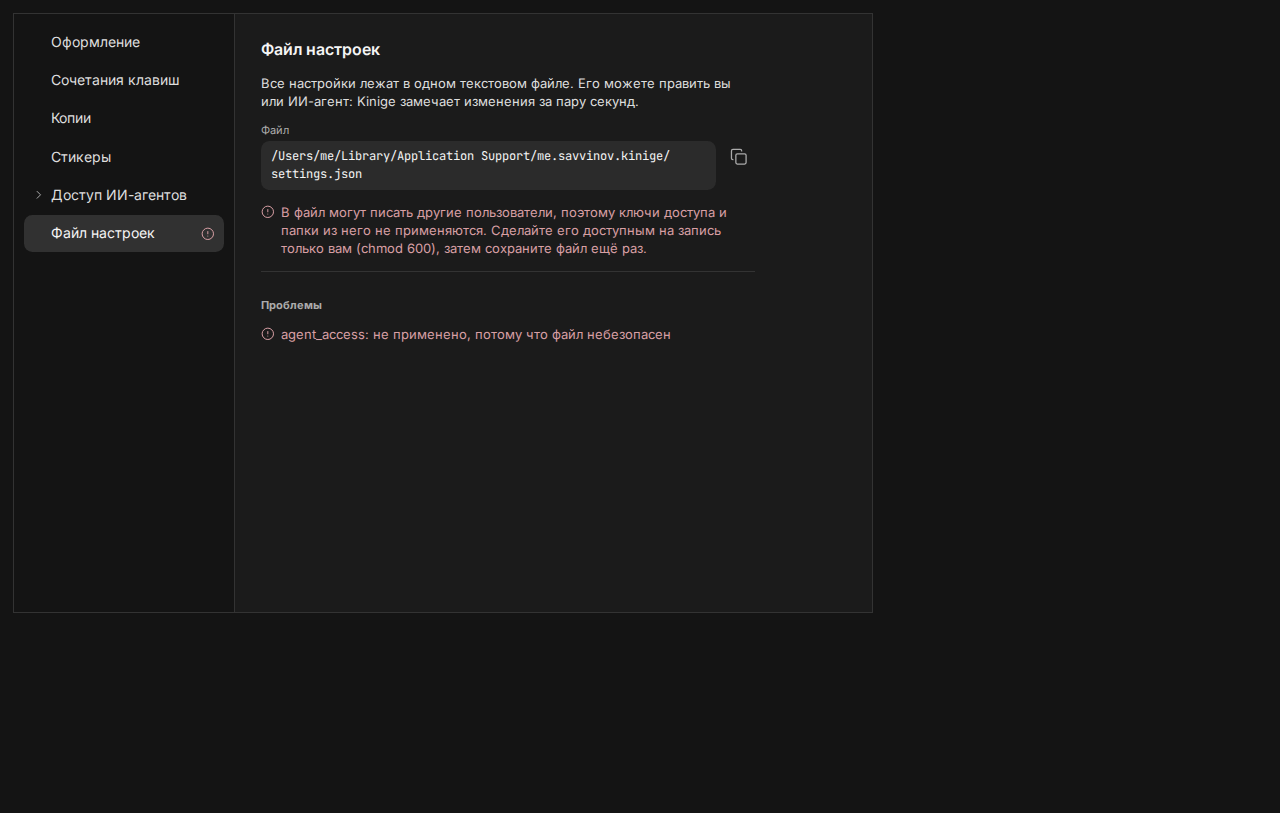 Оформление
Сочетания клавиш
Копии
Стикеры
Доступ ИИ-агентов
Файл настроек
Файл настроек
Все настройки лежат в одном текстовом файле. Его можете править вы
или ИИ-агент: Kinige замечает изменения за пару секунд.
Файл
/Users/me/Library/Application Support/me.savvinov.kinige/
settings.json
В файл могут писать другие пользователи, поэтому ключи доступа и
папки из него не применяются. Сделайте его доступным на запись
только вам (chmod 600), затем сохраните файл ещё раз.
Проблемы
agent_access: не применено, потому что файл небезопасен